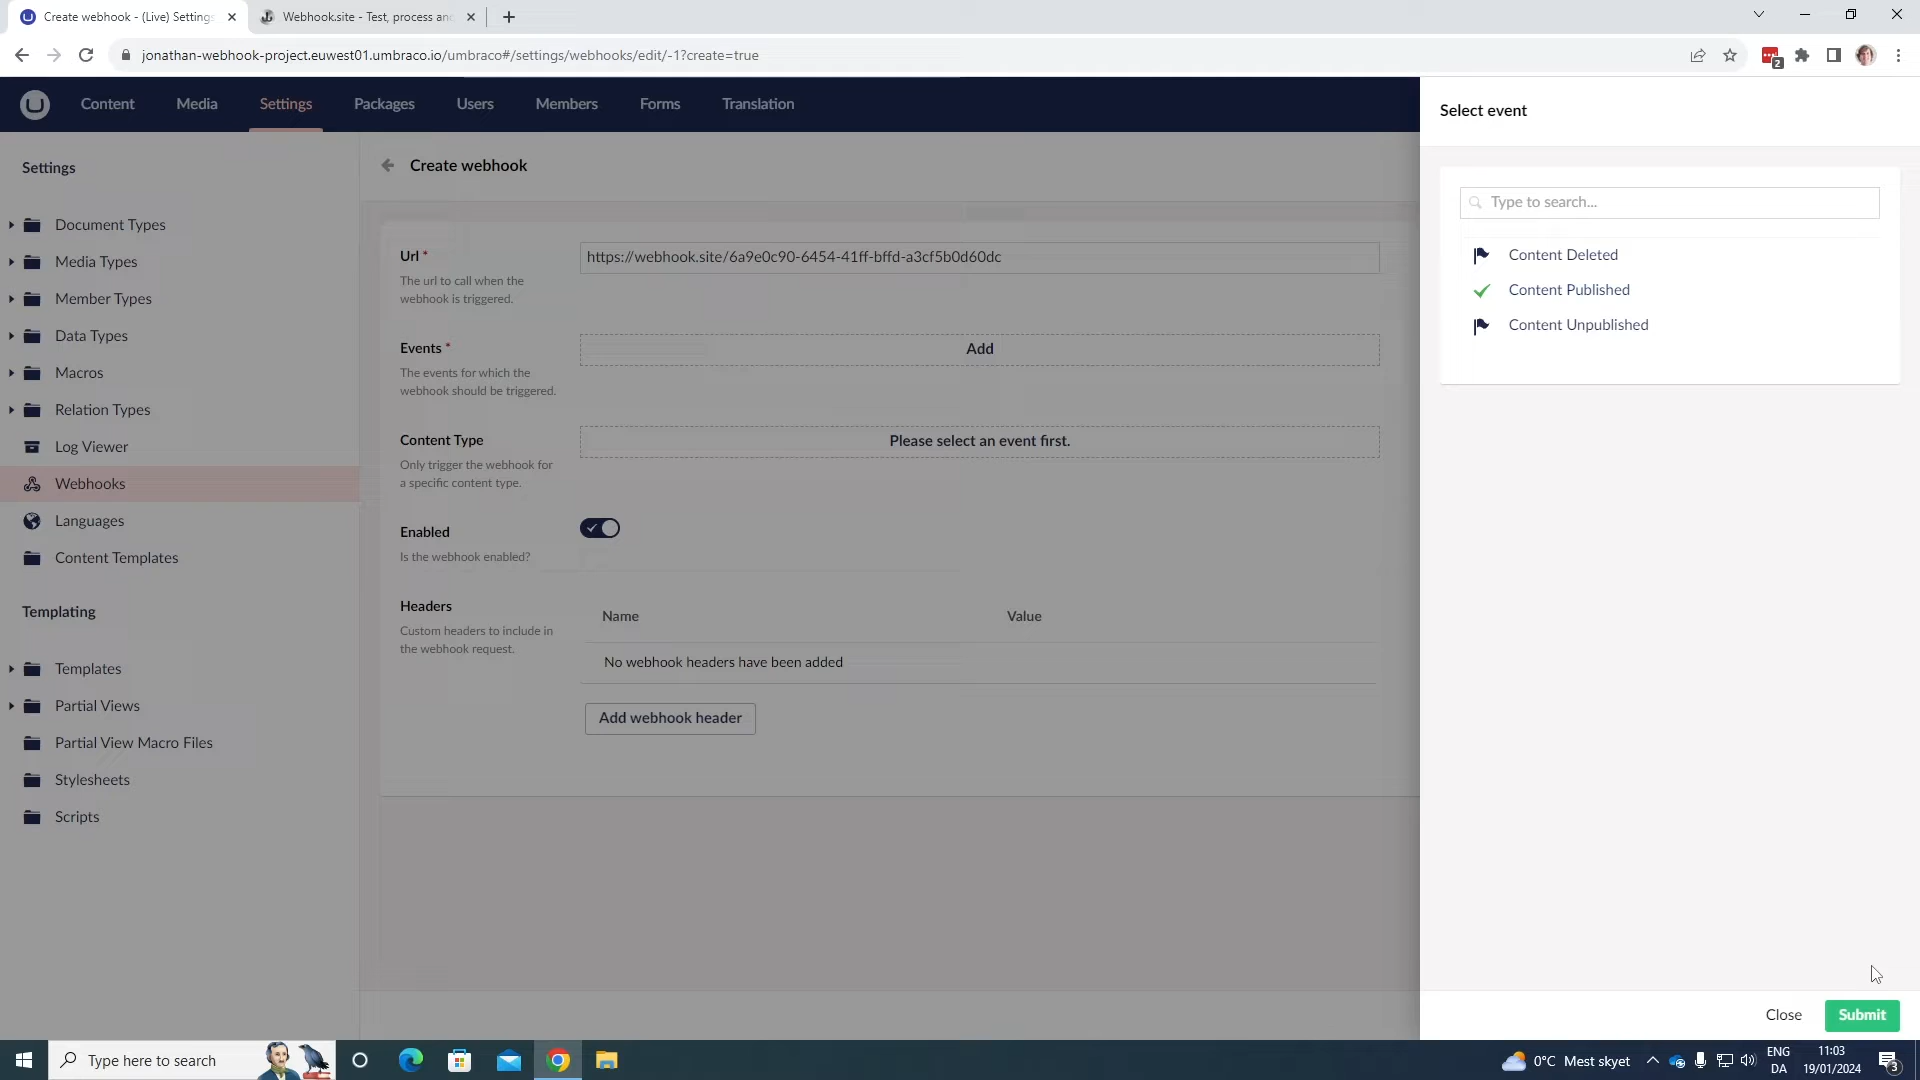 Create webhook - (Live) Setting
Webhook.site - Test, process an
jonathan-webhook-project.euwest01.umbraco.io/umbraco#/settings/webhooks/edit/-1?create=true
2
Content
Media
Settings
Packages
Users
Members
Forms
Translation
Select event
Settings
Create webhook
Type to search...
Document Types
Media Types
Member Types
Data Types
Macros
Relation Types
Log Viewer
Webhooks
Languages
Content Templates
Templating
Templates
Partial Views
Partial View Macro Files
Stylesheets
Scripts
Url *
The url to call when the
webhook is triggered.
https://webhook.site/6a9e0c90-6454-41ff-bffd-a3cf5b0d60dc
Events *
The events for which the
webhook should be triggered.
Add
Content Type
Only trigger the webhook for
a specific content type.
Please select an event first.
Enabled
Is the webhook enabled?
Headers
Custom headers to include in
the webhook request.
Name
Value
No webhook headers have been added
Add webhook header
Content Deleted
Content Published
Content Unpublished
Close
Submit
Type here to search
0°C Mest skyet
ENG
DA
11:03
19/01/2024
3